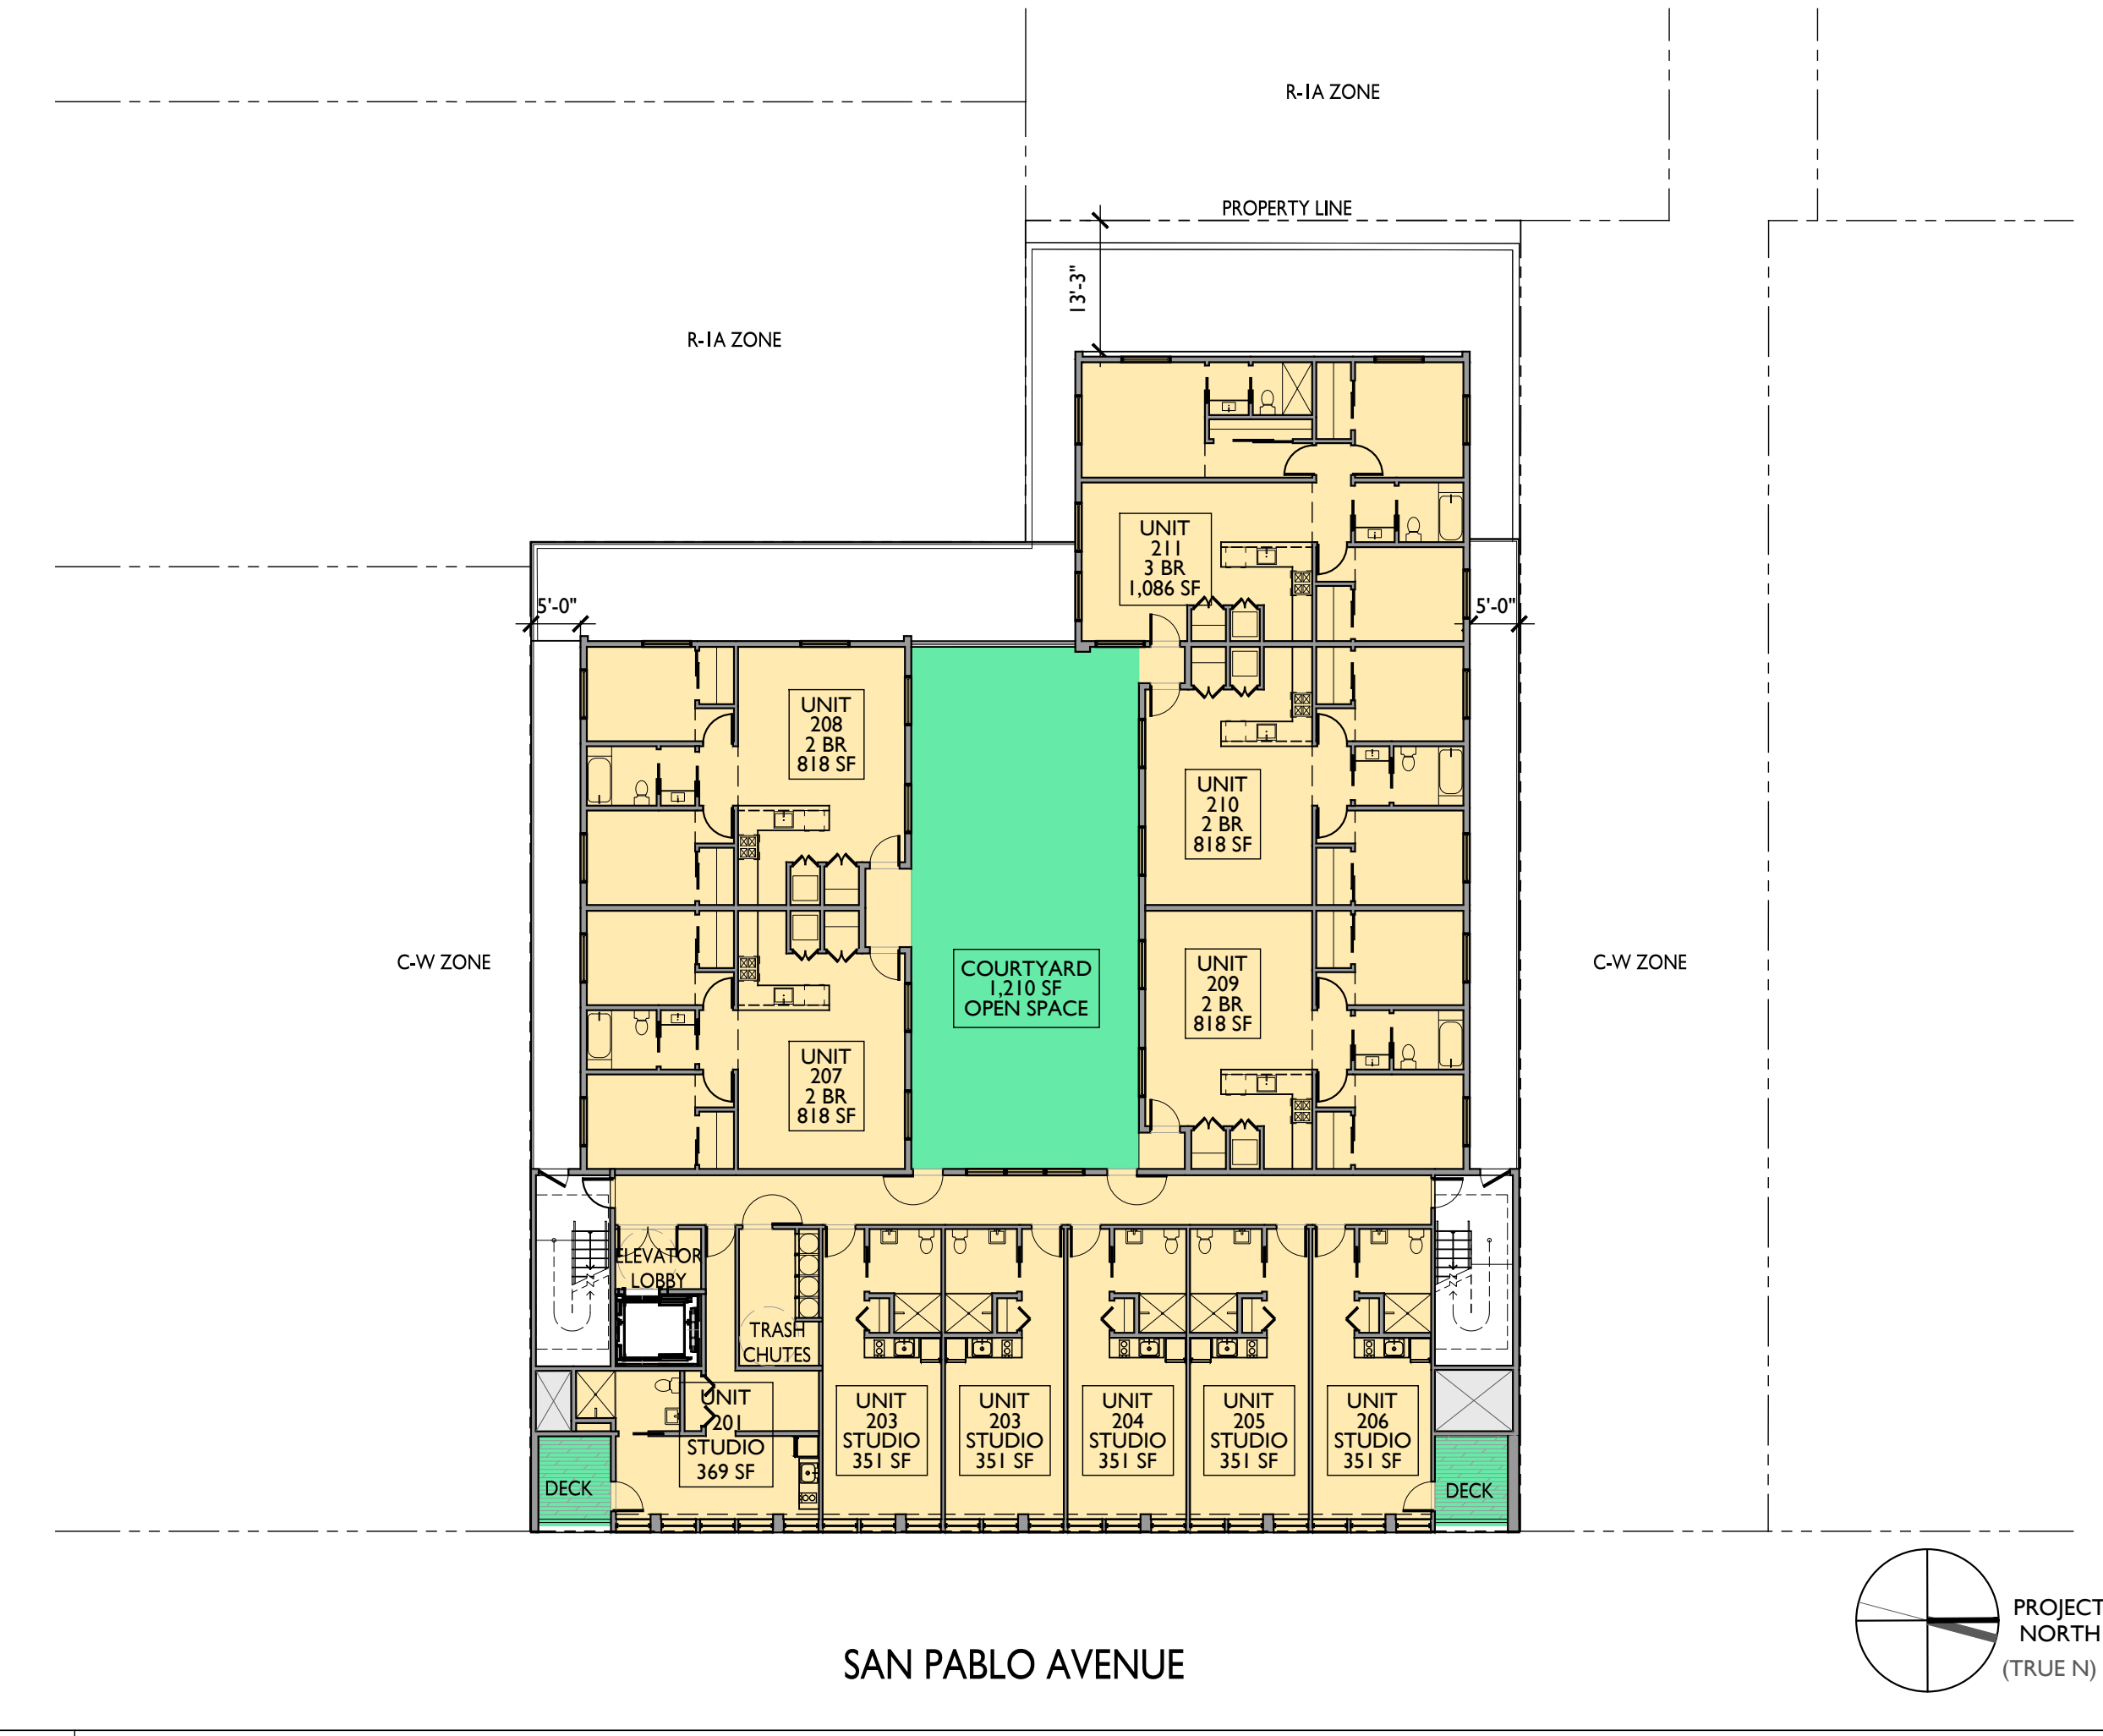 R-1A ZONE
PROPERTY LINE
13'-3"
R-1A ZONE
UNIT
211
3 BR
1,086 SF
5'-0"
5'-0"
UNIT
208
2 BR
818 SF
UNIT
210
2 BR
818 SF
C-W ZONE
COURTYARD
1,210 SF
OPEN SPACE
UNIT
209
2 BR
818 SF
C-W ZONE
UNIT
207
2 BR
818 SF
ELEVATOR
LOBBY
TRASH
CHUTES
UNIT
201
STUDIO
369 SF
UNIT
203
STUDIO
351 SF
UNIT
203
STUDIO
351 SF
UNIT
204
STUDIO
351 SF
UNIT
205
STUDIO
351 SF
UNIT
206
STUDIO
351 SF
DECK
DECK
SAN PABLO AVENUE
PROJECT
NORTH
(TRUE N)